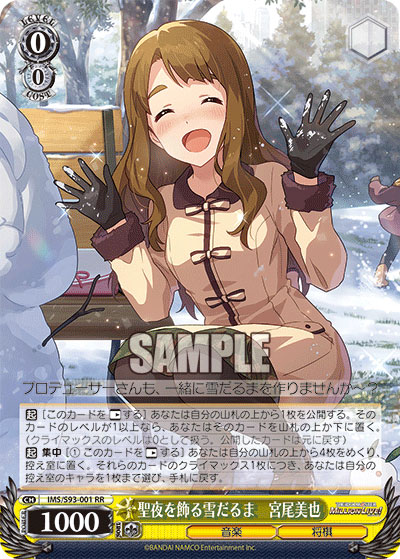 LEVEL
0
0
COST
SAMPLE
プロデューサーさんも、一緒に雪だるまを作りませんか～？
起 [このカードを する] あなたは自分の山札の上から1枚を公開する。そのカードのレベルが1以上なら、あなたはそのカードを山札の下に置く。
(クライマックスのレベルは0として扱う。公開したカードは元に戻す)
起 集中 [① このカードを する] あなたは自分の山札の上から4枚をめくり、控え室に置く。それらのカードのクライマックス1枚につき、あなたは自分の控え室のキャラを1枚まで選び、手札に戻す。
CH IMS/S93-001 RR
聖夜を飾る雪だるま 宮尾美也
1000
SOUL
音楽
将棋
©BANDAI NAMCO Entertainment Inc.